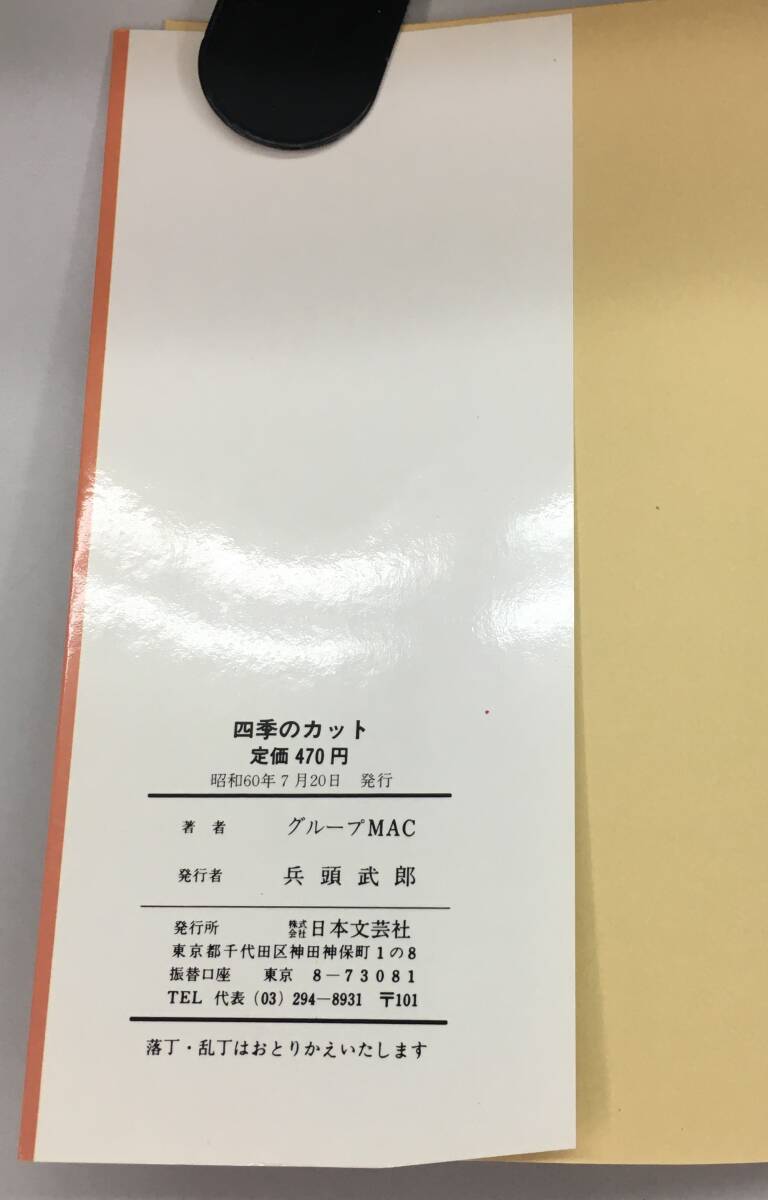 四季のカット
定価 470 円
昭和60年7月20日　発行
著　者　グループMAC
発行者　兵　頭　武　郎
発行所　株式会社日本文芸社
東京都千代田区神田神保町1の8
振替口座　東京　8－73081
TEL 代表 (03) 294－8931 〒101
落丁・乱丁はおとりかえいたします